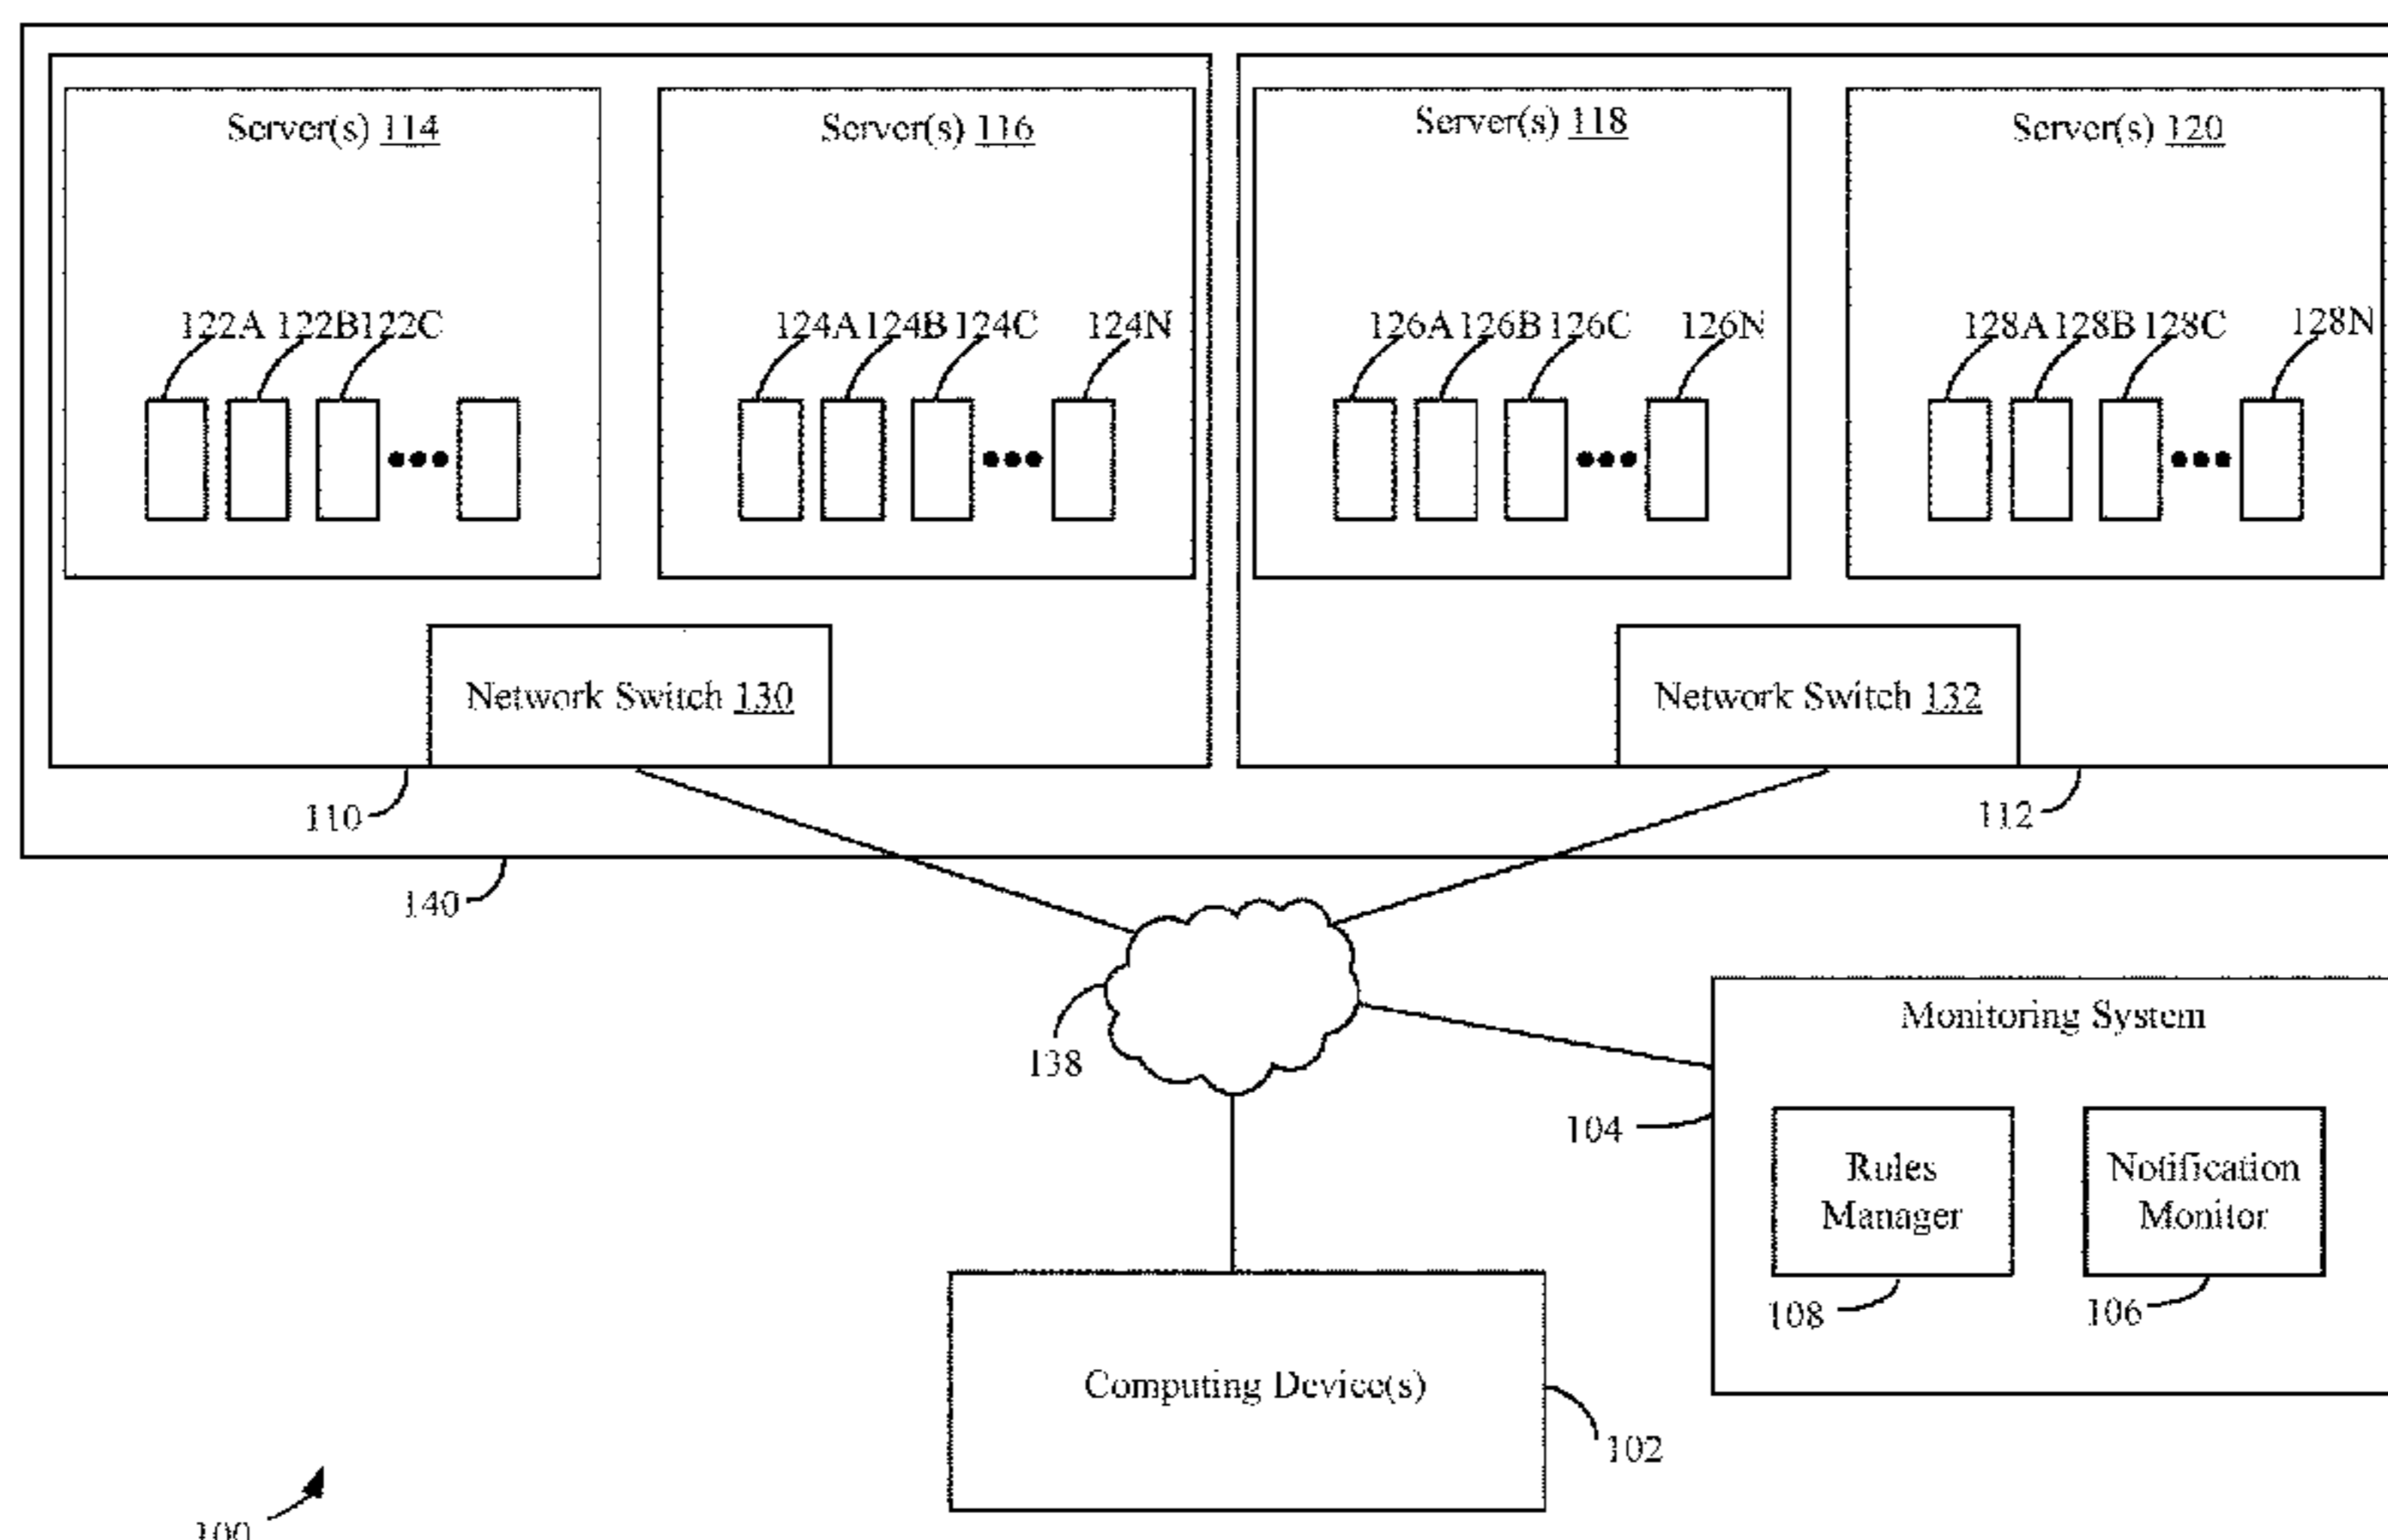 Server(s) 114
Server(s) 116
Server(s) 118
Server(s) 120
122A 122B 122C
124A 124B 124C 124N
126A 126B 126C 126N
128A 128B 128C 128N
Network Switch 130
Network Switch 132
110
112
140
138
Monitoring System
104
Rules
Manager
Notification
Monitor
108
106
Computing Device(s)
102
100